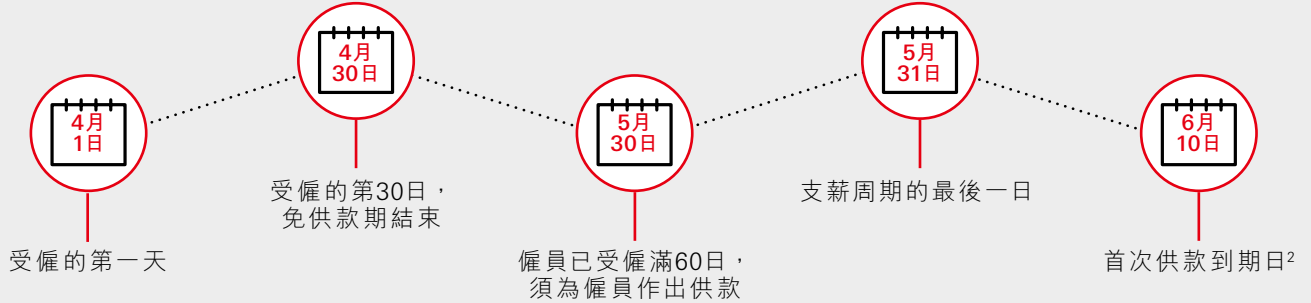 4月
1日
受僱的第一天
4月
30日
受僱的第30日，
免供款期結束
5月
30日
僱員已受僱滿60日，
須為僱員作出供款
5月
31日
支薪周期的最後一日
6月
10日
首次供款到期日²